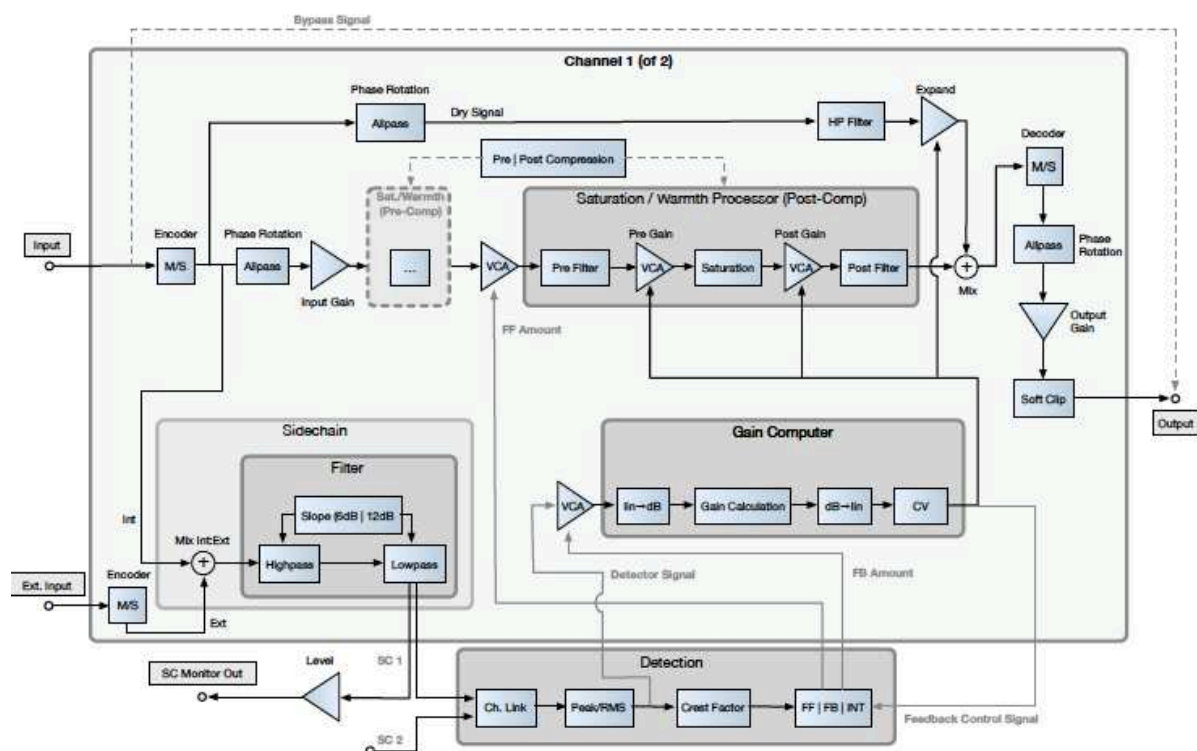 Bypass Signal
Channel 1 (of 2)
Phase Rotation
Allpass
Dry Signal
HP Filter
Expand
Decoder
M/S
Pre | Post Compression
Sat./Warmth
(Pre-Comp)
...
Saturation / Warmth Processor (Post-Comp)
Input
Encoder
M/S
Phase Rotation
Allpass
Input Gain
VCA
Pre Filter
Pre Gain
VCA
Saturation
Post Gain
VCA
Post Filter
Mix
Allpass
Phase
Rotation
Output
Gain
FF Amount
Soft Clip
Output
Sidechain
Filter
Slope (6dB | 12dB
Int
Mix Int:Ext
Highpass
Lowpass
Gain Computer
VCA
lin→dB
Gain Calculation
dB→lin
CV
Detector Signal
FB Amount
Ext. Input
Encoder
M/S
Ext
SC Monitor Out
Level
SC 1
SC 2
Detection
Ch. Link
Peak/RMS
Crest Factor
FF | FB | INT
Feedback Control Signal